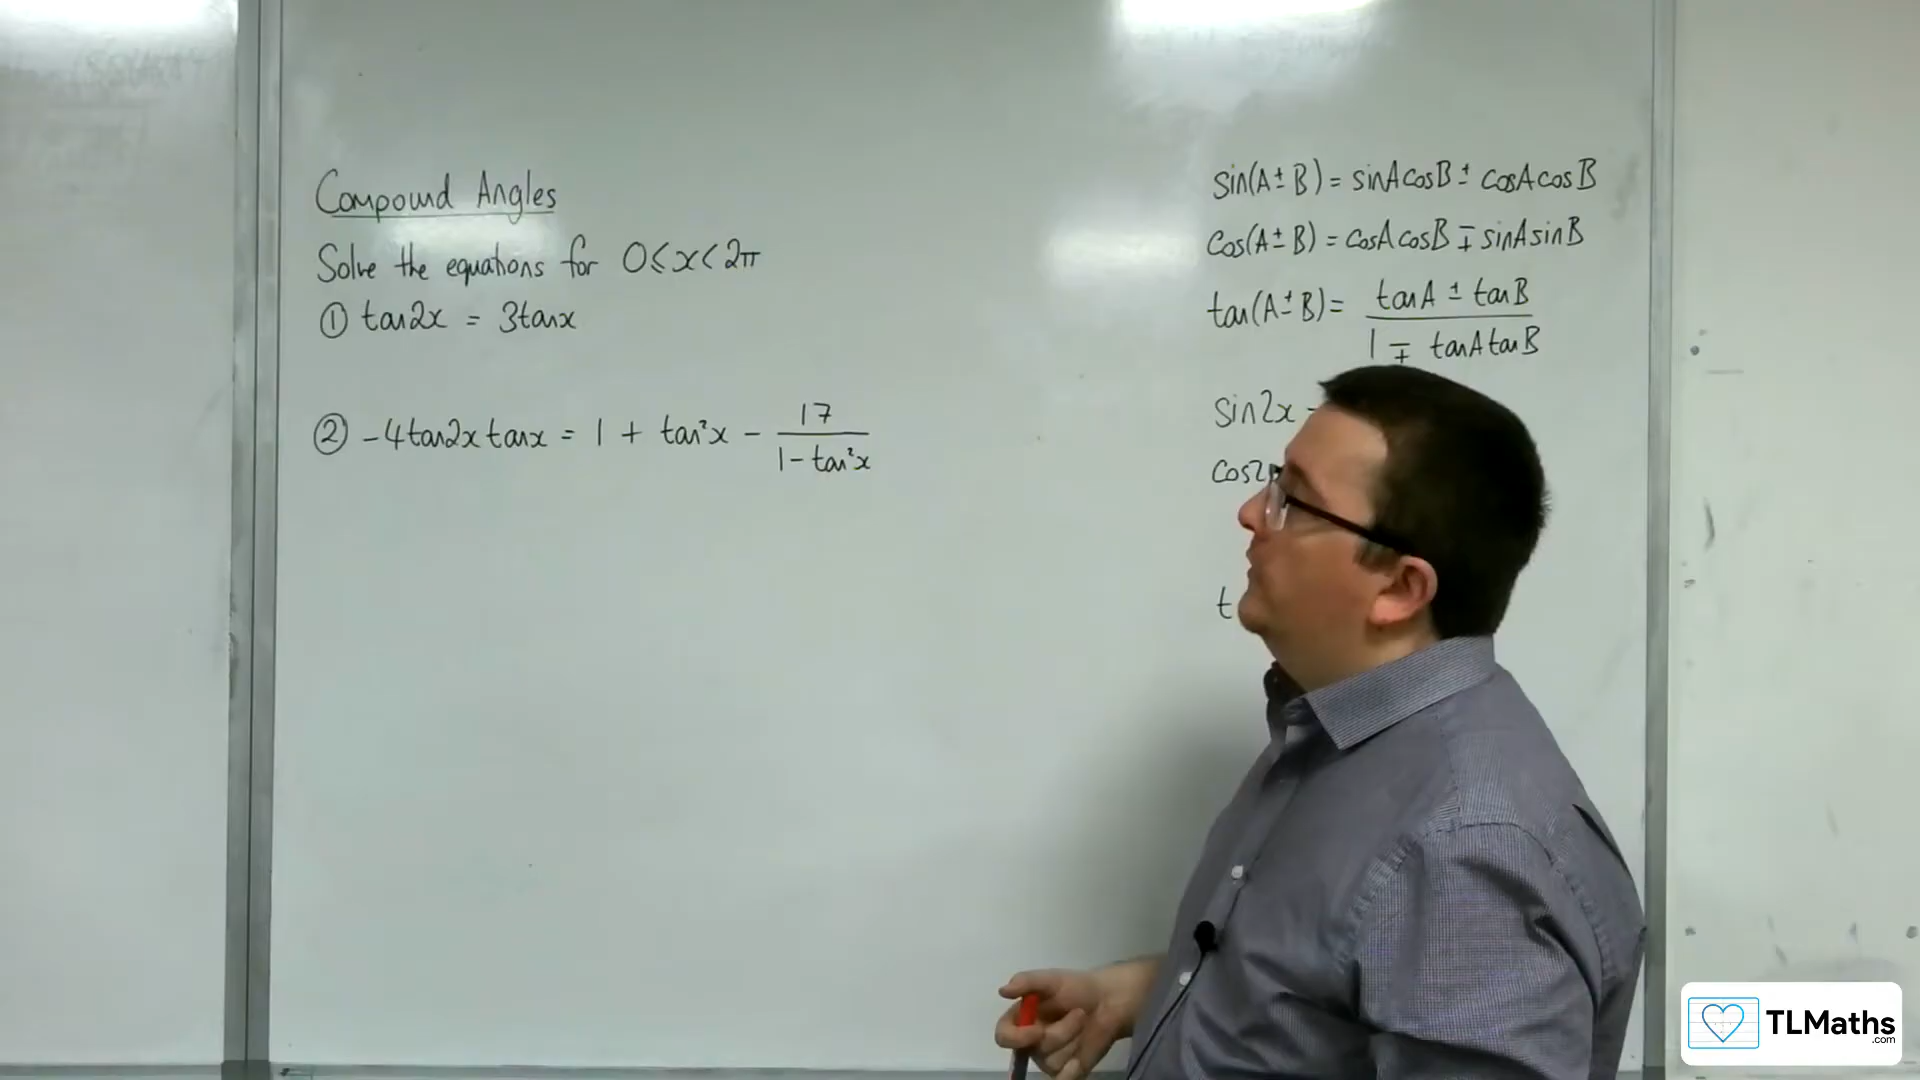 Compound Angles
Solve the equations for 0 ≤ x < 2π
① tan2x = 3tanx
② -4tan2x tanx = 1 + tan²x - 17/(1 - tan²x)
sin(A ± B) = sinAcosB ± cosAcosB
cos(A ± B) = cosAcosB ∓ sinAsinB
tan(A ± B) = (tanA ± tanB)/(1 ∓ tanAtanB)
sin2x
cos2
t
TLMaths
.com